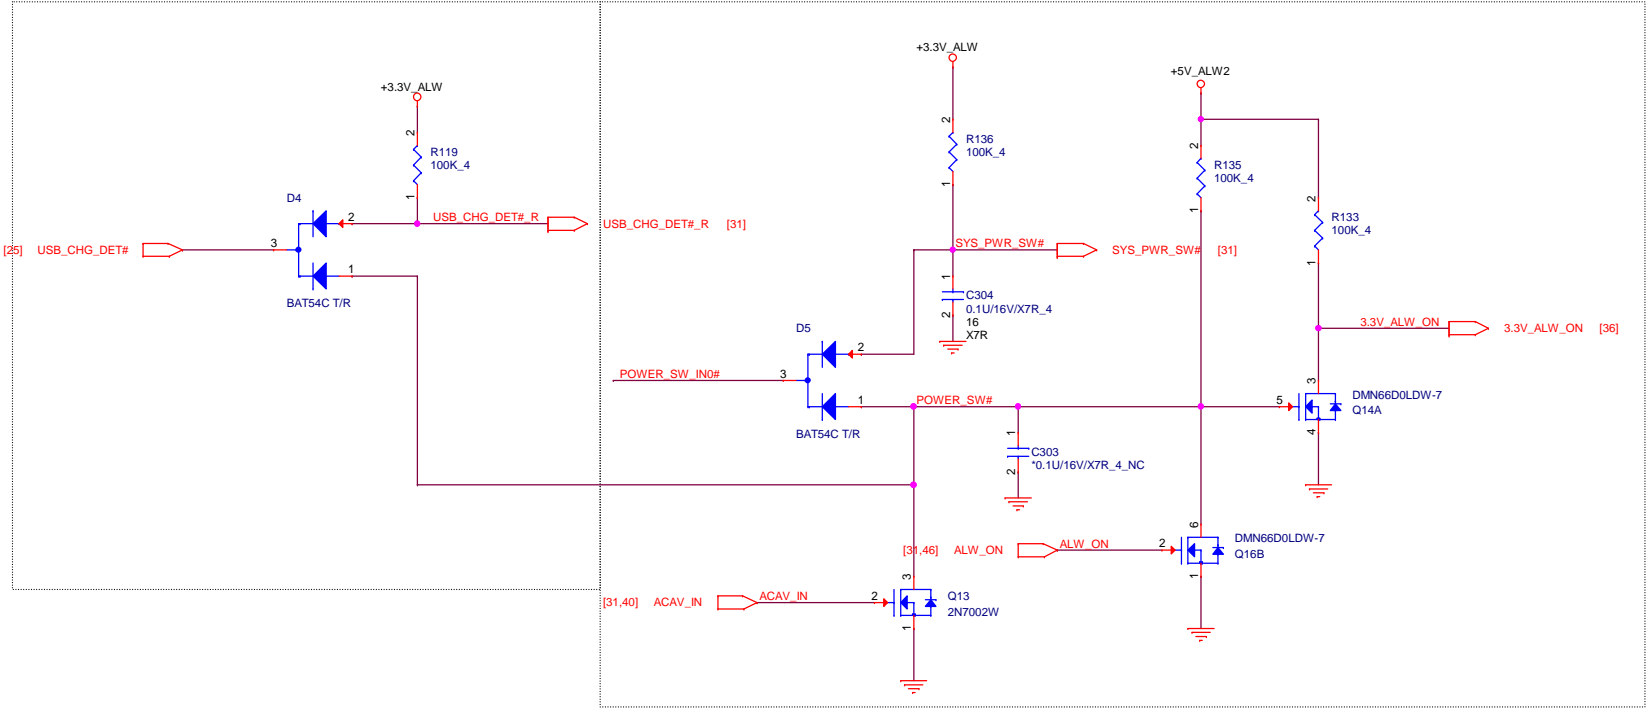 +3.3V_ALW
2
R119
100K_4
1
D4
2
USB_CHG_DET#_R
USB_CHG_DET#_R [31]
[25] USB_CHG_DET#
3
1
BAT54C T/R
+3.3V_ALW
2
R136
100K_4
1
SYS_PWR_SW#
SYS_PWR_SW# [31]
1
C304
0.1U/16V/X7R_4
2
16
X7R
D5
2
POWER_SW_IN0#
3
1
POWER_SW#
BAT54C T/R
1
C303
*0.1U/16V/X7R_4_NC
2
+5V_ALW2
2
R135
100K_4
1
2
R133
100K_4
1
3.3V_ALW_ON
3.3V_ALW_ON [36]
3
DMN66D0LDW-7
5
Q14A
4
[31,46] ALW_ON
ALW_ON
6
DMN66D0LDW-7
2
Q16B
1
[31,40] ACAV_IN
ACAV_IN
3
2
Q13
2N7002W
1